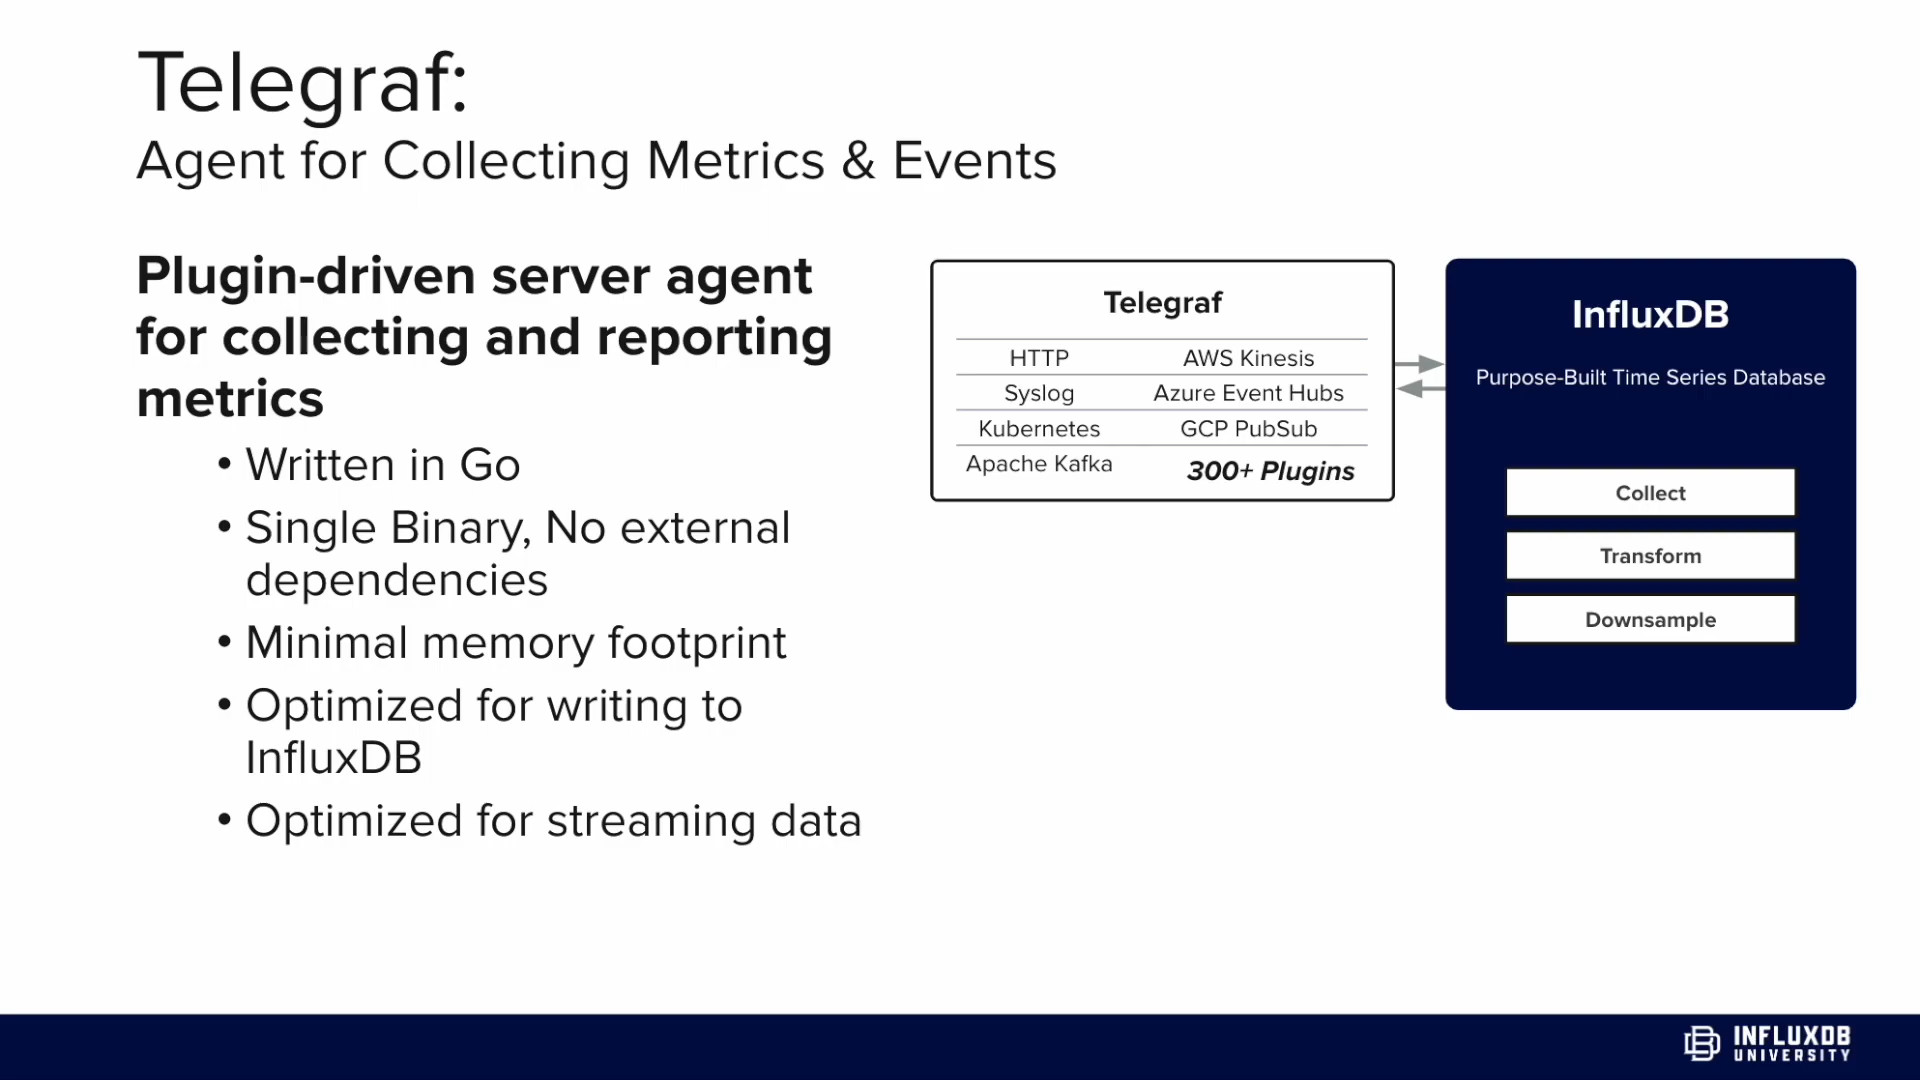 Telegraf:
Agent for Collecting Metrics & Events
Plugin-driven server agent
for collecting and reporting
metrics
• Written in Go
• Single Binary, No external
dependencies
• Minimal memory footprint
• Optimized for writing to
InfluxDB
• Optimized for streaming data
Telegraf
HTTP AWS Kinesis
Syslog Azure Event Hubs
Kubernetes GCP PubSub
Apache Kafka 300+ Plugins
InfluxDB
Purpose-Built Time Series Database
Collect
Transform
Downsample
INFLUXDB
UNIVERSITY